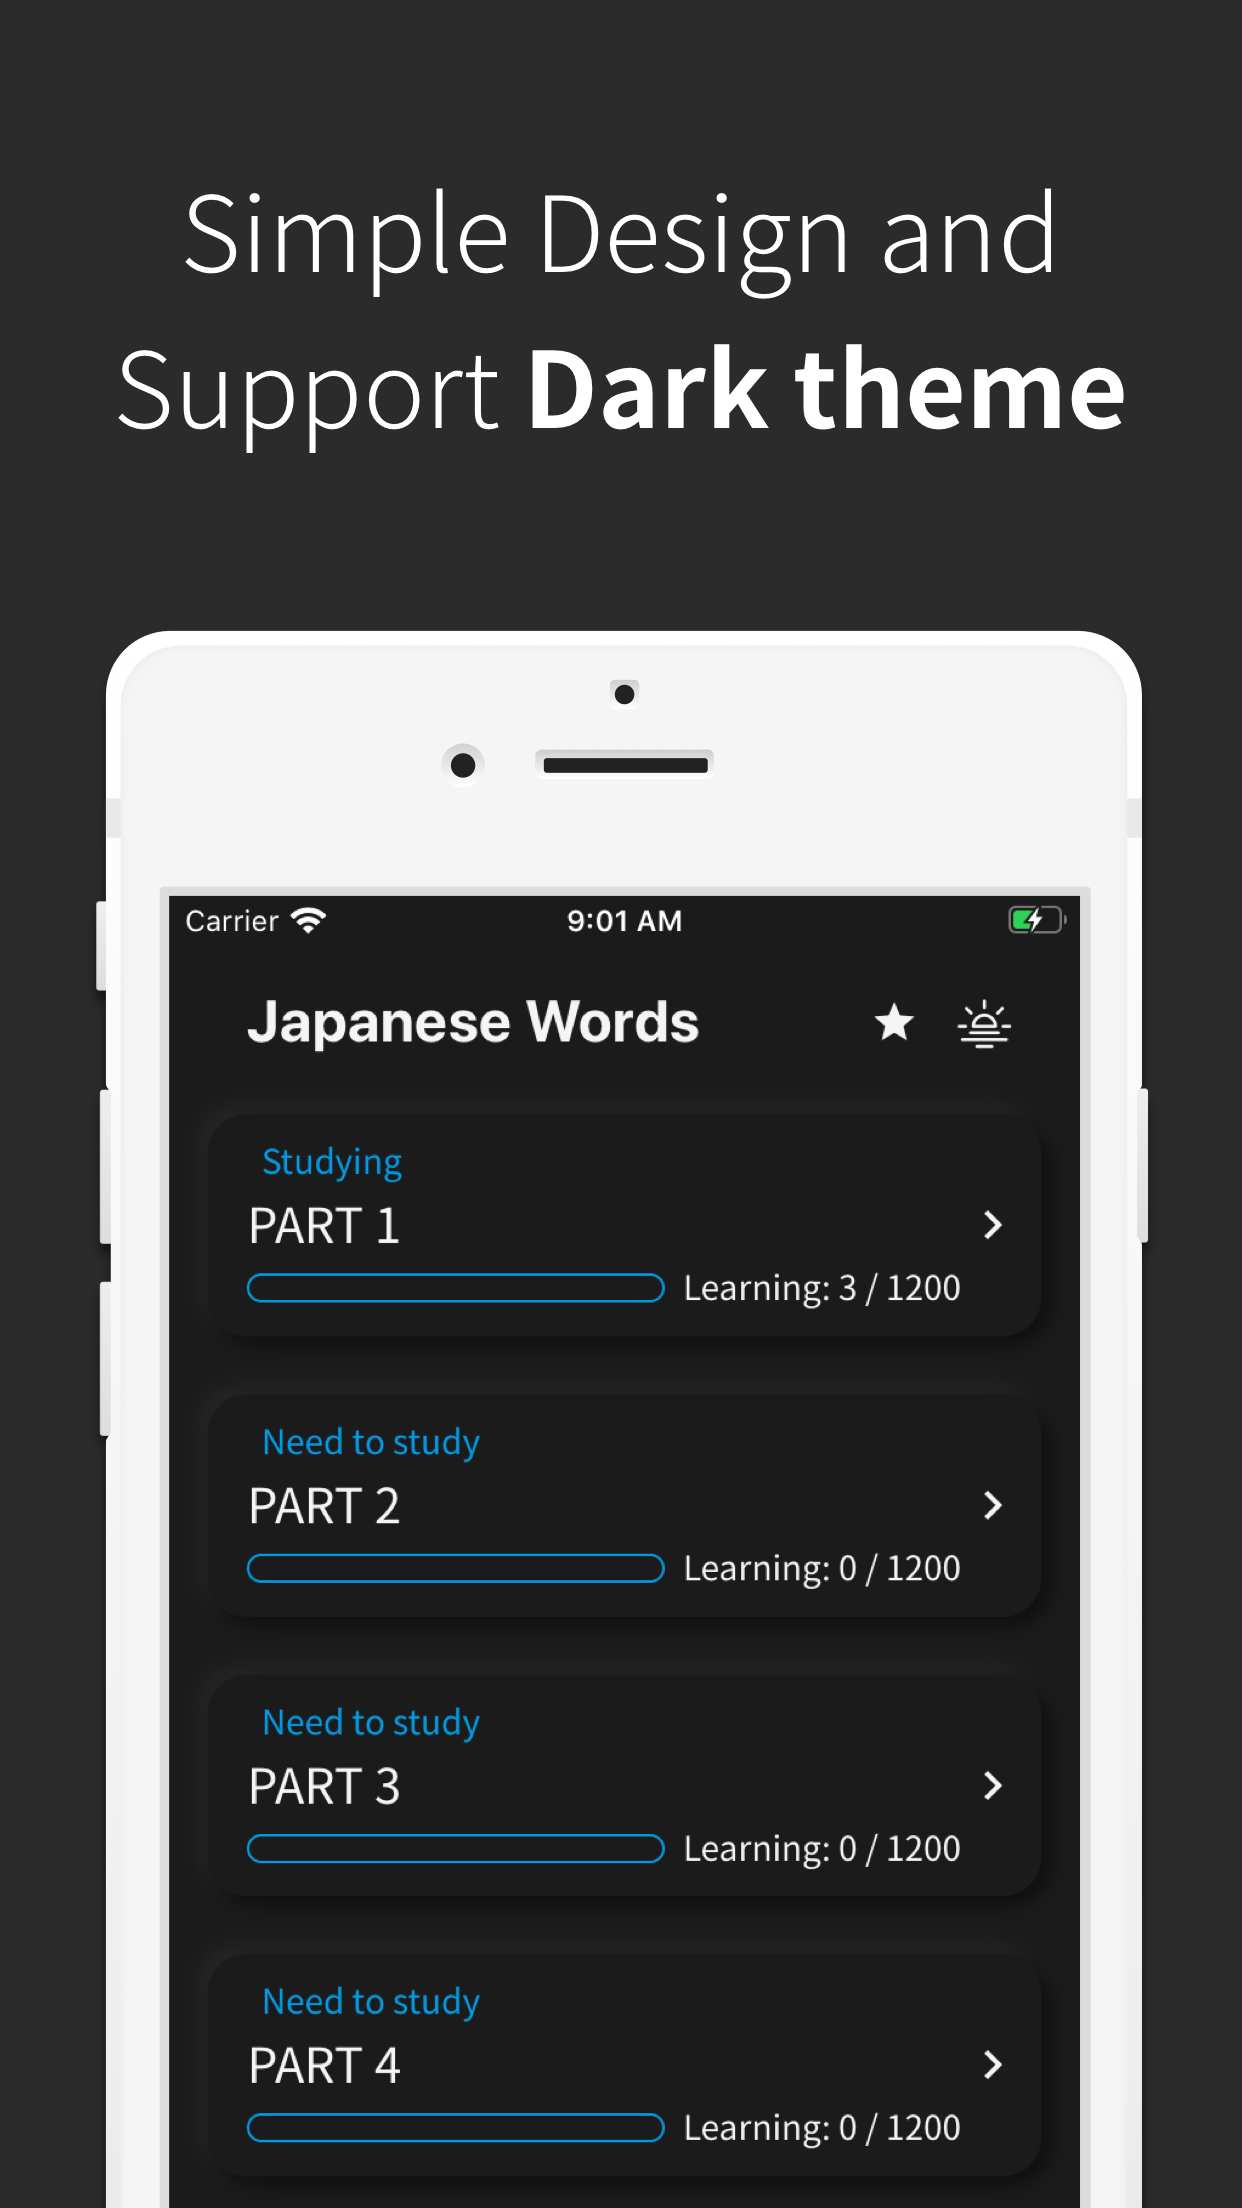 Simple Design and
Support Dark theme
Carrier 9:01 AM
Japanese Words
Studying
PART 1
Learning: 3 / 1200
Need to study
PART 2
Learning: 0 / 1200
Need to study
PART 3
Learning: 0 / 1200
Need to study
PART 4
Learning: 0 / 1200